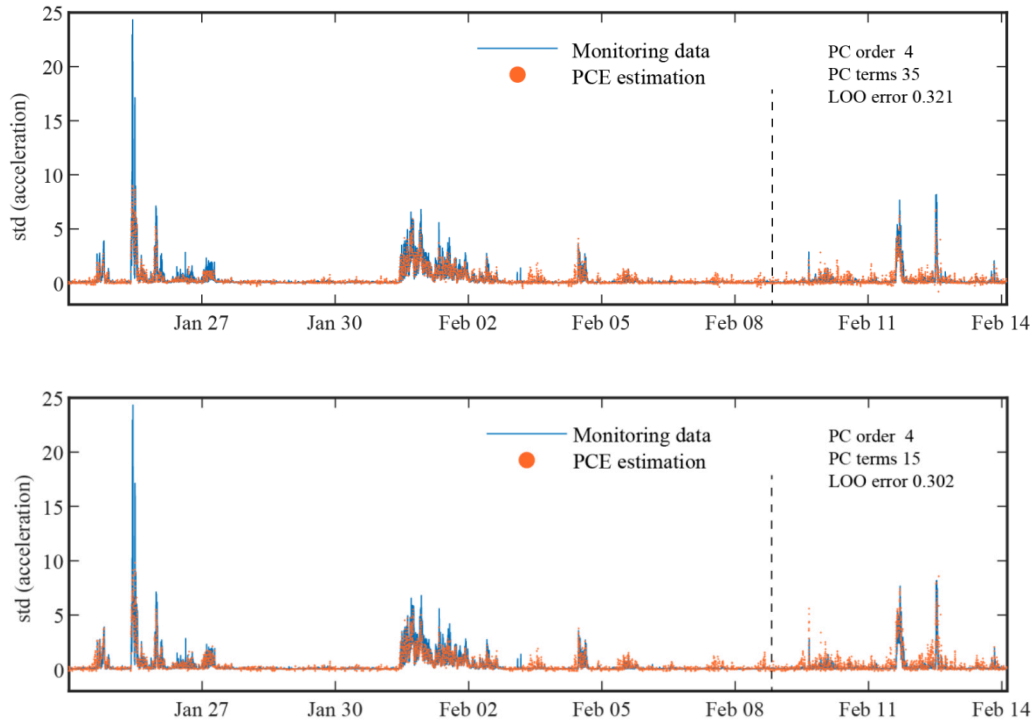 25
20
15
10
5
0
std (acceleration)
Monitoring data
PCE estimation
PC order 4
PC terms 35
LOO error 0.321
Jan 27
Jan 30
Feb 02
Feb 05
Feb 08
Feb 11
Feb 14
25
20
15
10
5
0
std (acceleration)
Monitoring data
PCE estimation
PC order 4
PC terms 15
LOO error 0.302
Jan 27
Jan 30
Feb 02
Feb 05
Feb 08
Feb 11
Feb 14